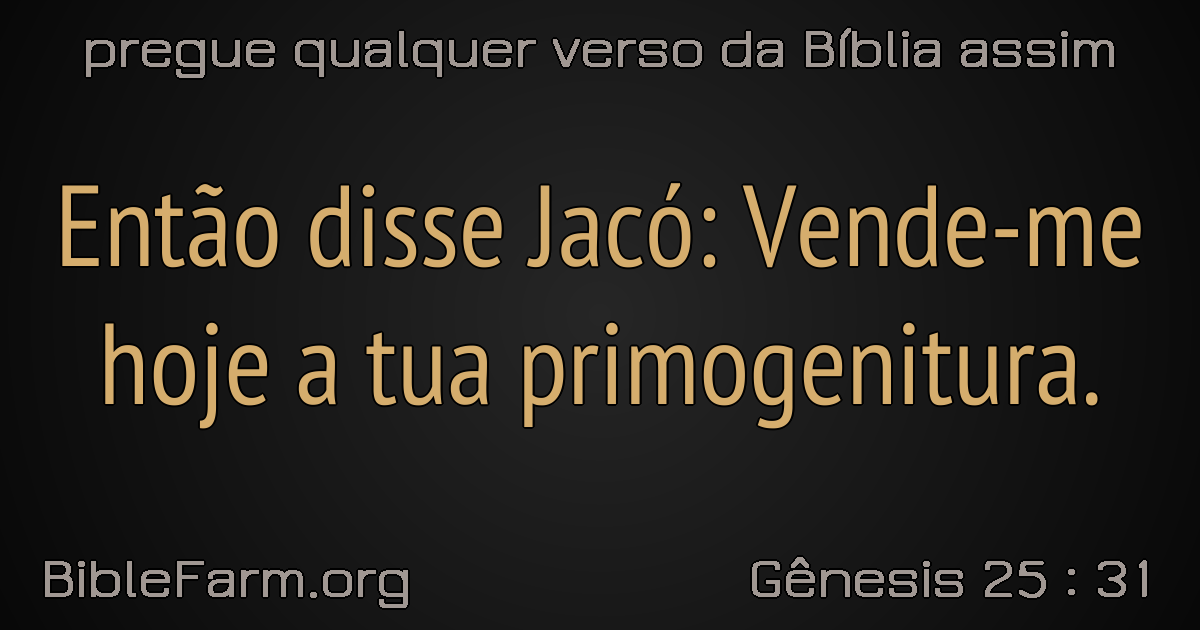 pregue qualquer verso da Bíblia assim
Então disse Jacó: Vende-me
hoje a tua primogenitura.
BibleFarm.org
Gênesis 25 : 31